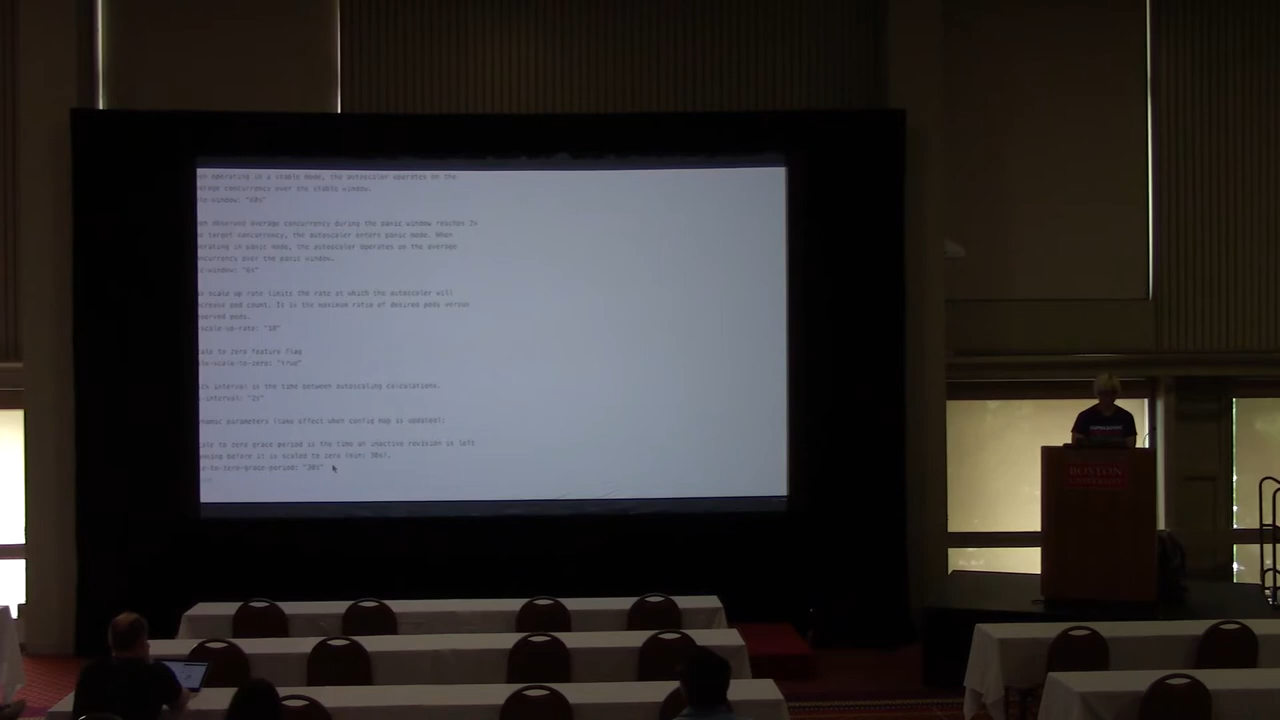 en operating in a stable mode, the autoscaler operates on the
erage concurrency over the stable window.
le-window: "60s"
en observed average concurrency during the panic window reaches 2x
e target concurrency, the autoscaler enters panic mode. When
erating in panic mode, the autoscaler operates on the average
ncurrency over the panic window.
c-window: "6s"
x scale up rate limits the rate at which the autoscaler will
crease pod count. It is the maximum ratio of desired pods versus
served pods.
-scale-up-rate: "10"
cale to zero feature flag
le-scale-to-zero: "true"
ick interval is the time between autoscaling calculations.
-interval: "2s"
ynamic parameters (take effect when config map is updated):
cale to zero grace period is the time an inactive revision is left
nning before it is scaled to zero (min: 30s).
e-to-zero-grace-period: "30s"
BOSTON
UNIVERSITY